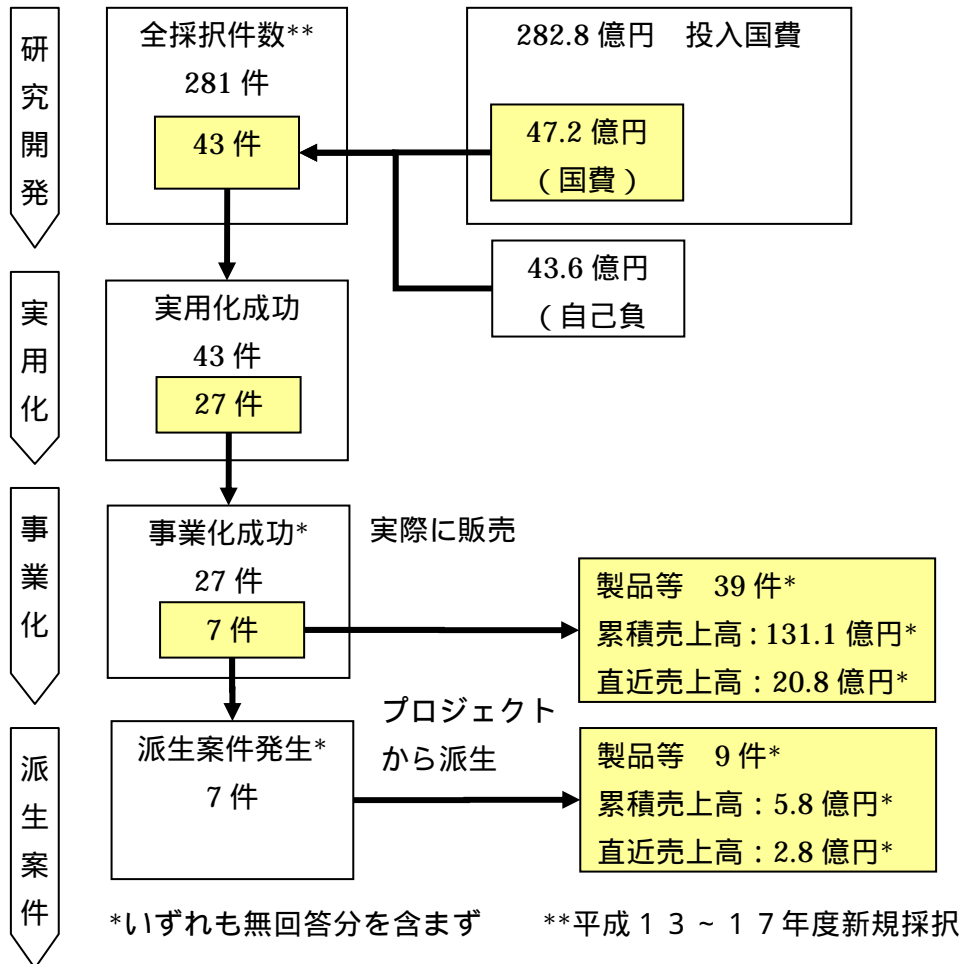 研究開発
全採択件数**
281 件
43 件
282.8 億円　投入国費
47.2 億円
（国費）
43.6 億円
（自己負
実用化
実用化成功
43 件
27 件
事業化
事業化成功*
27 件
7 件
実際に販売
製品等　39 件*
累積売上高：131.1 億円*
直近売上高：20.8 億円*
派生案件
派生案件発生*
7 件
プロジェクト
から派生
製品等　9 件*
累積売上高：5.8 億円*
直近売上高：2.8 億円*
*いずれも無回答分を含まず　**平成１３～１７年度新規採択